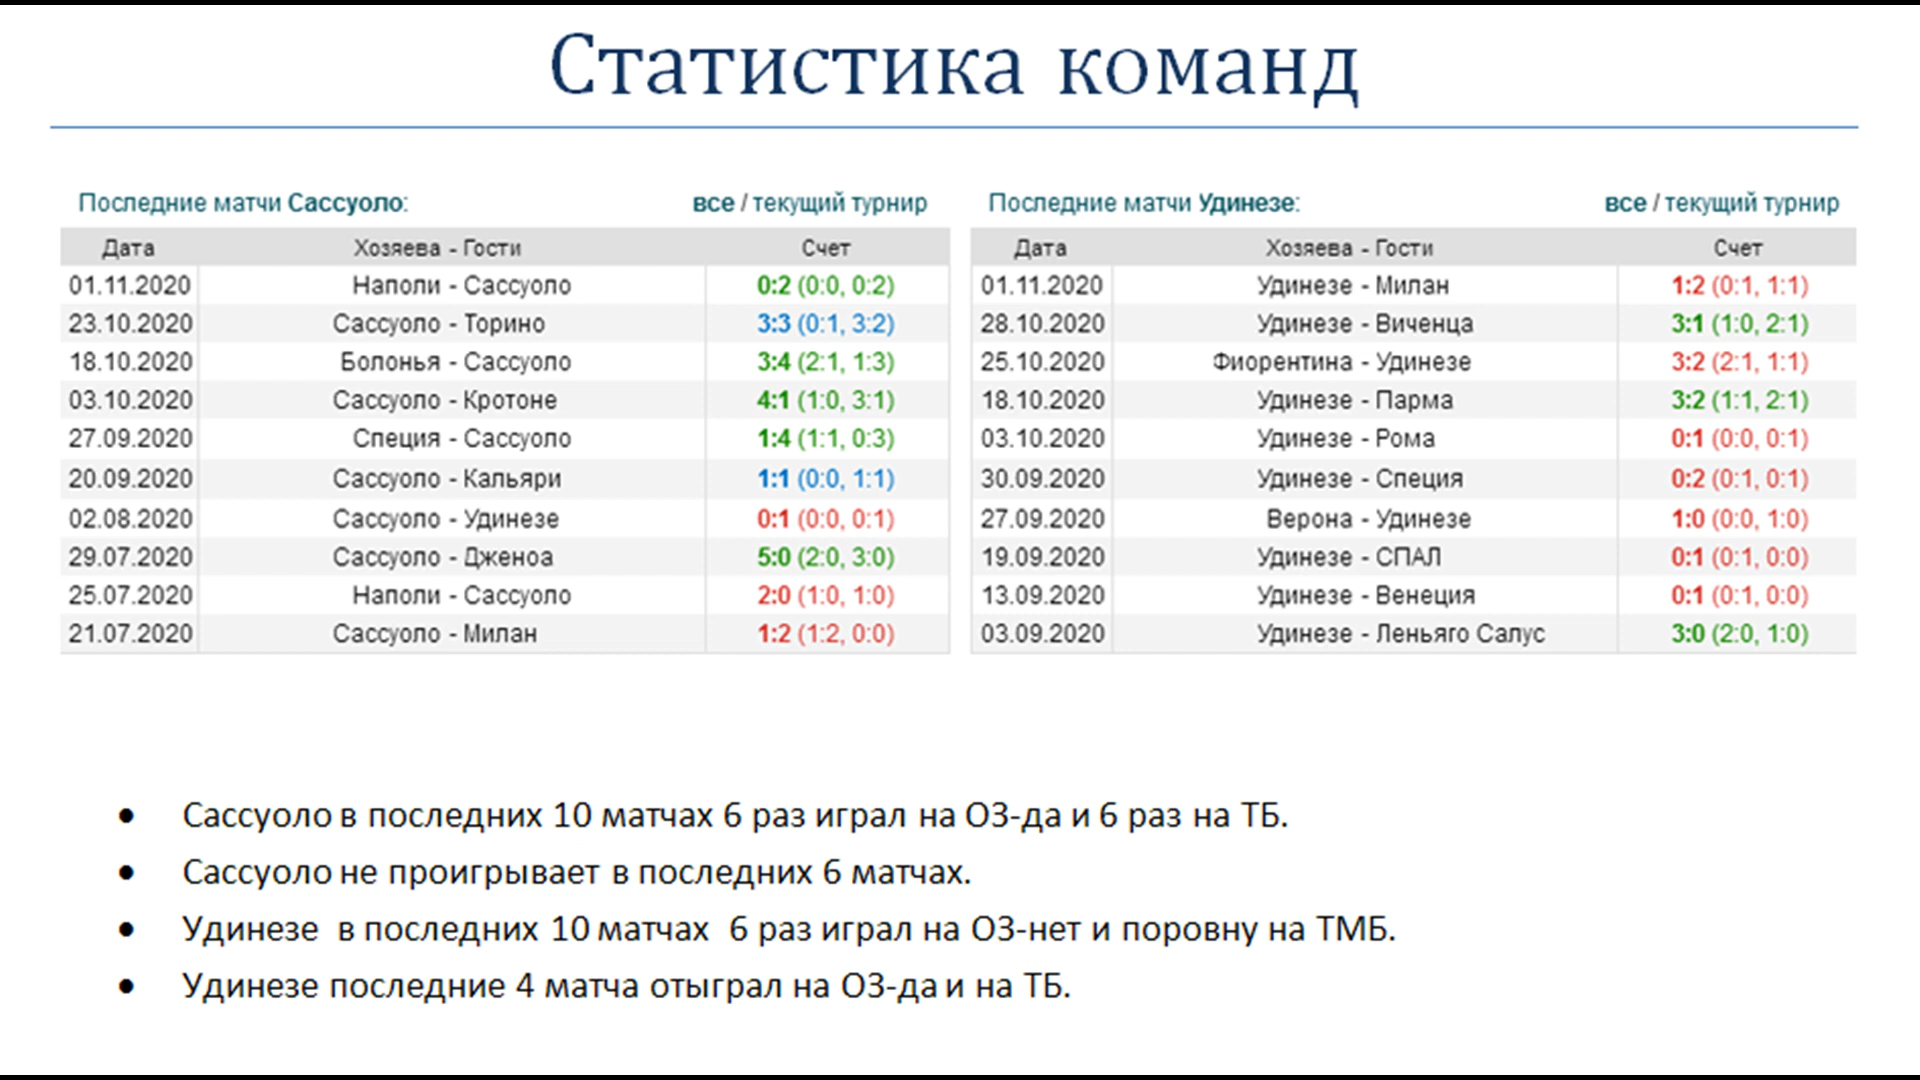 Статистика команд
Последние матчи Сассуоло: все / текущий турнир
Дата Хозяева - Гости Счет
01.11.2020 Наполи - Сассуоло 0:2 (0:0, 0:2)
23.10.2020 Сассуоло - Торино 3:3 (0:1, 3:2)
18.10.2020 Болонья - Сассуоло 3:4 (2:1, 1:3)
03.10.2020 Сассуоло - Кротоне 4:1 (1:0, 3:1)
27.09.2020 Специя - Сассуоло 1:4 (1:1, 0:3)
20.09.2020 Сассуоло - Кальяри 1:1 (0:0, 1:1)
02.08.2020 Сассуоло - Удинезе 0:1 (0:0, 0:1)
29.07.2020 Сассуоло - Дженоа 5:0 (2:0, 3:0)
25.07.2020 Наполи - Сассуоло 2:0 (1:0, 1:0)
21.07.2020 Сассуоло - Милан 1:2 (1:2, 0:0)
Последние матчи Удинезе: все / текущий турнир
Дата Хозяева - Гости Счет
01.11.2020 Удинезе - Милан 1:2 (0:1, 1:1)
28.10.2020 Удинезе - Виченца 3:1 (1:0, 2:1)
25.10.2020 Фиорентина - Удинезе 3:2 (2:1, 1:1)
18.10.2020 Удинезе - Парма 3:2 (1:1, 2:1)
03.10.2020 Удинезе - Рома 0:1 (0:0, 0:1)
30.09.2020 Удинезе - Специя 0:2 (0:1, 0:1)
27.09.2020 Верона - Удинезе 1:0 (0:0, 1:0)
19.09.2020 Удинезе - СПАЛ 0:1 (0:1, 0:0)
13.09.2020 Удинезе - Венеция 0:1 (0:1, 0:0)
03.09.2020 Удинезе - Леньяго Салус 3:0 (2:0, 1:0)
• Сассуоло в последних 10 матчах 6 раз играл на ОЗ-да и 6 раз на ТБ.
• Сассуоло не проигрывает в последних 6 матчах.
• Удинезе в последних 10 матчах 6 раз играл на ОЗ-нет и поровну на ТМБ.
• Удинезе последние 4 матча отыграл на ОЗ-да и на ТБ.